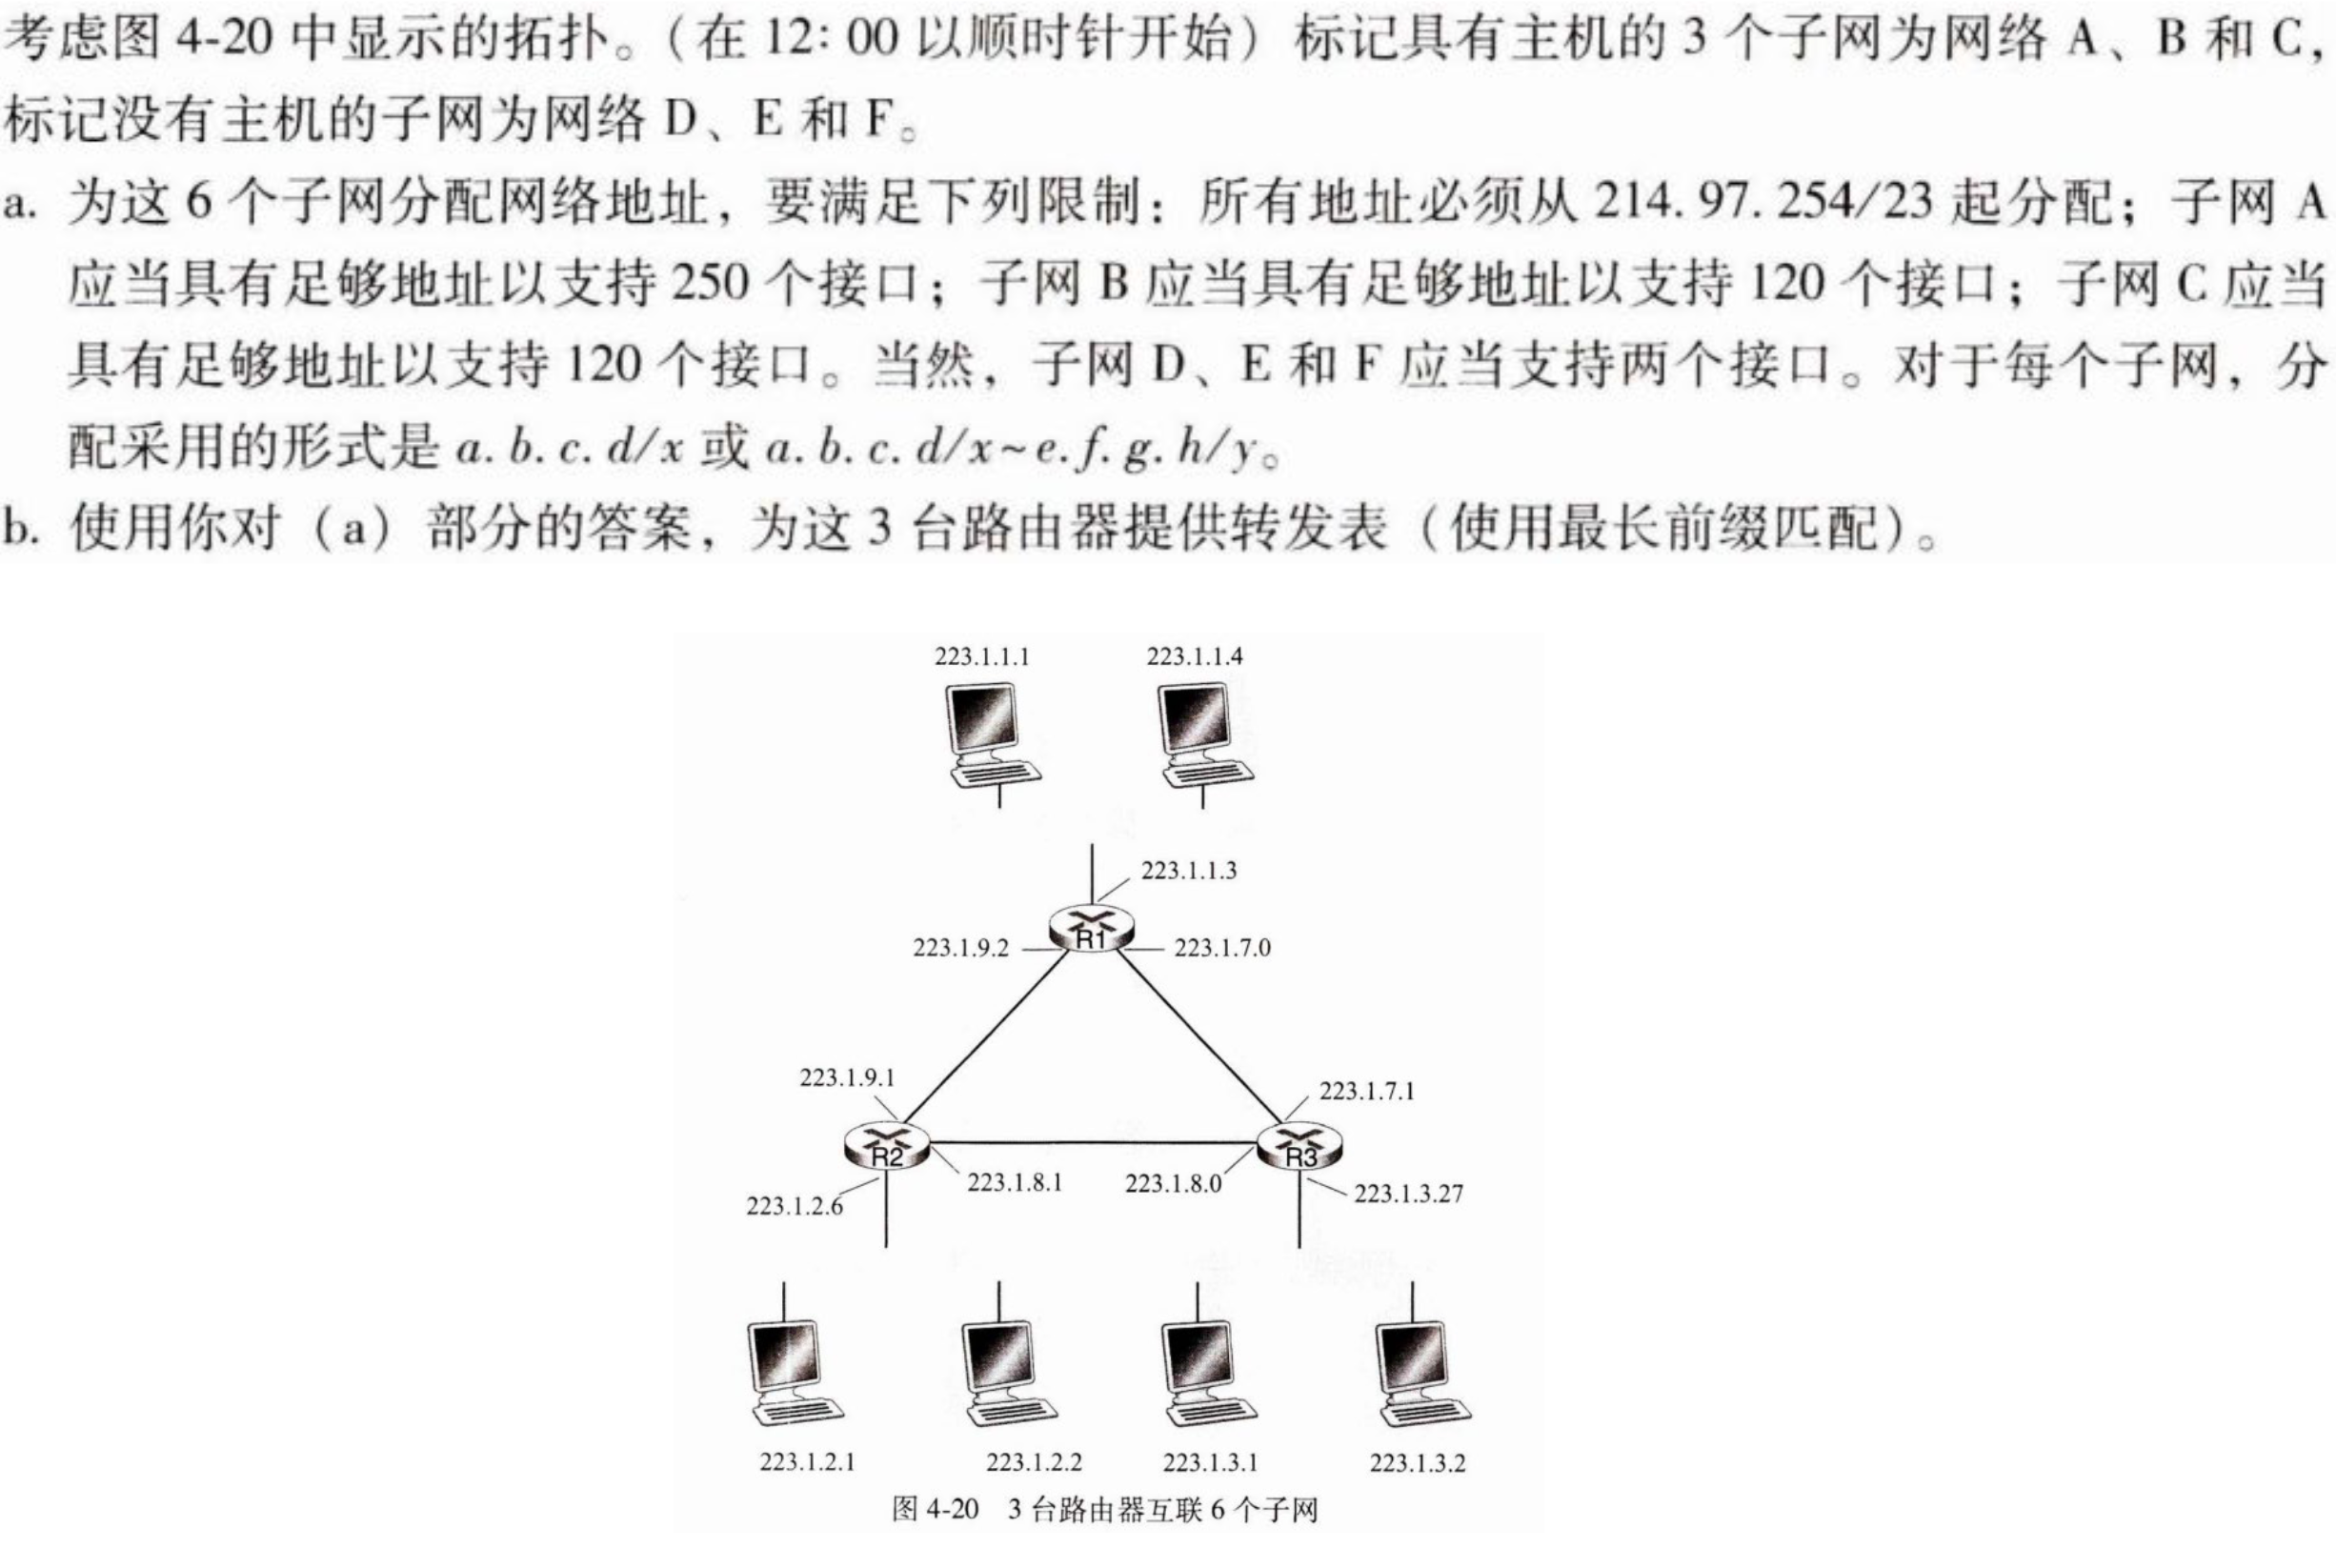 考虑图 4-20 中显示的拓扑。（在 12：00 以顺时针开始）标记具有主机的 3 个子网为网络 A、B 和 C，
标记没有主机的子网为网络 D、E 和 F。
a. 为这 6 个子网分配网络地址，要满足下列限制：所有地址必须从 214. 97. 254/23 起分配；子网 A
应当具有足够地址以支持 250 个接口；子网 B 应当具有足够地址以支持 120 个接口；子网 C 应当
具有足够地址以支持 120 个接口。当然，子网 D、E 和 F 应当支持两个接口。对于每个子网，分
配采用的形式是 a. b. c. d/x 或 a. b. c. d/x~e. f. g. h/y。
b. 使用你对（a）部分的答案，为这 3 台路由器提供转发表（使用最长前缀匹配）。
223.1.1.1 223.1.1.4
223.1.1.3
R1
223.1.9.2 223.1.7.0
223.1.9.1 223.1.7.1
R2 R3
223.1.8.1 223.1.8.0
223.1.2.6 223.1.3.27
223.1.2.1 223.1.2.2 223.1.3.1 223.1.3.2
图 4-20 3 台路由器互联 6 个子网